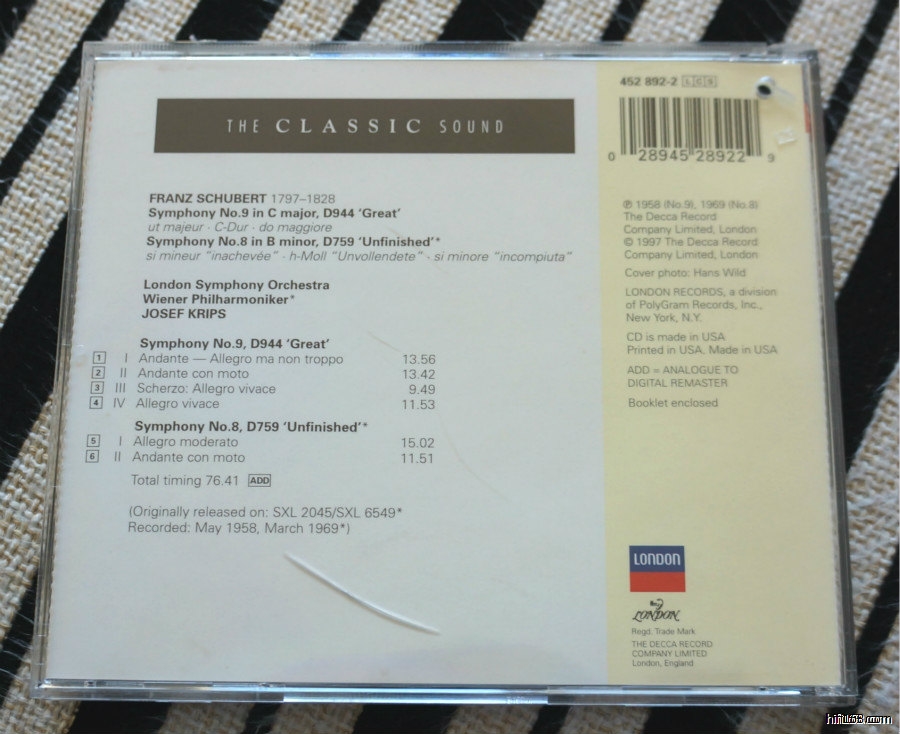 THE CLASSIC SOUND
FRANZ SCHUBERT 1797–1828
Symphony No.9 in C major, D944 ‘Great’
ut majeur · C-Dur · do maggiore
Symphony No.8 in B minor, D759 ‘Unfinished’*
si mineur “inachevée” · h-Moll “Unvollendete” · si minore “incompiuta”
London Symphony Orchestra
Wiener Philharmoniker*
JOSEF KRIPS
Symphony No.9, D944 ‘Great’
1 I Andante — Allegro ma non troppo 13.56
2 II Andante con moto 13.42
3 III Scherzo: Allegro vivace 9.49
4 IV Allegro vivace 11.53
Symphony No.8, D759 ‘Unfinished’*
5 I Allegro moderato 15.02
6 II Andante con moto 11.51
Total timing 76.41 ADD
(Originally released on: SXL 2045/SXL 6549*
Recorded: May 1958, March 1969*)
452 892-2 LCS
0 28945 28922 9
℗ 1958 (No.9), 1969 (No.8)
The Decca Record
Company Limited, London
© 1997 The Decca Record
Company Limited, London
Cover photo: Hans Wild
LONDON RECORDS, a division
of PolyGram Records, Inc.,
New York, N.Y.
CD is made in USA
Printed in USA. Made in USA
ADD = ANALOGUE TO
DIGITAL REMASTER
Booklet enclosed
LONDON
LONDON
Regd. Trade Mark
THE DECCA RECORD
COMPANY LIMITED
London, England